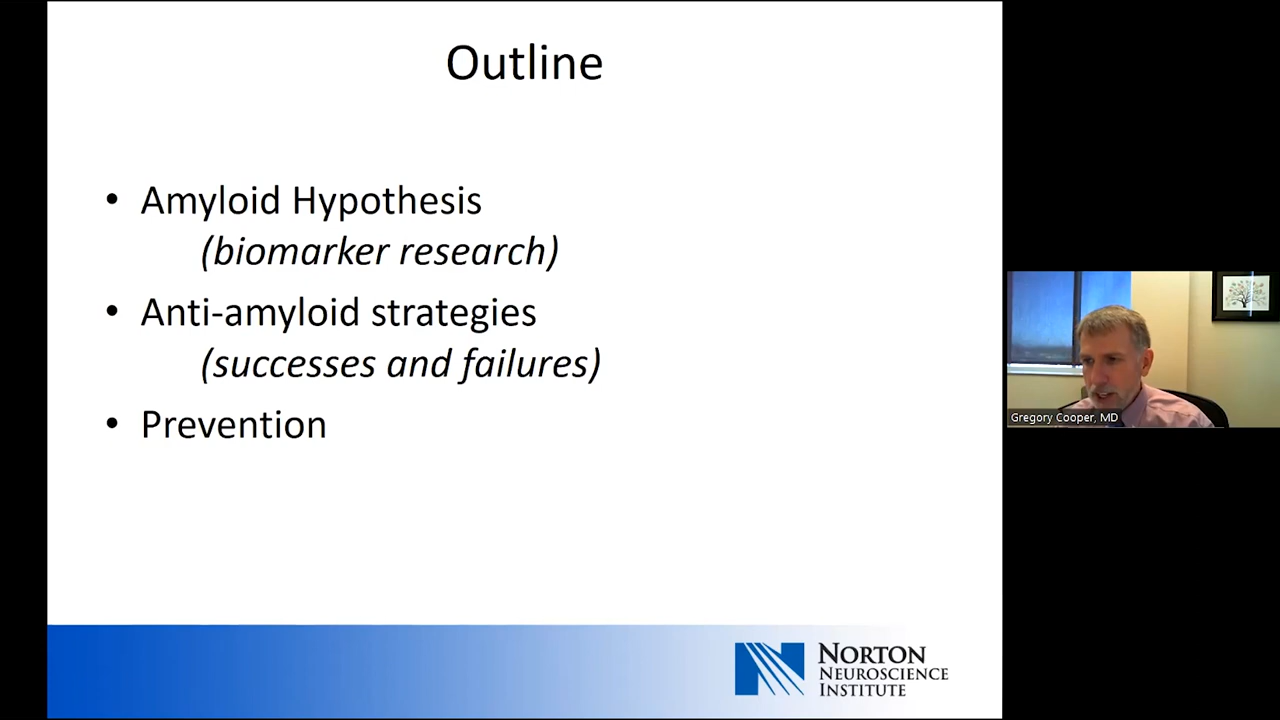 Outline
• Amyloid Hypothesis
(biomarker research)
• Anti-amyloid strategies
(successes and failures)
• Prevention
NORTON
NEUROSCIENCE
INSTITUTE
Gregory Cooper, MD